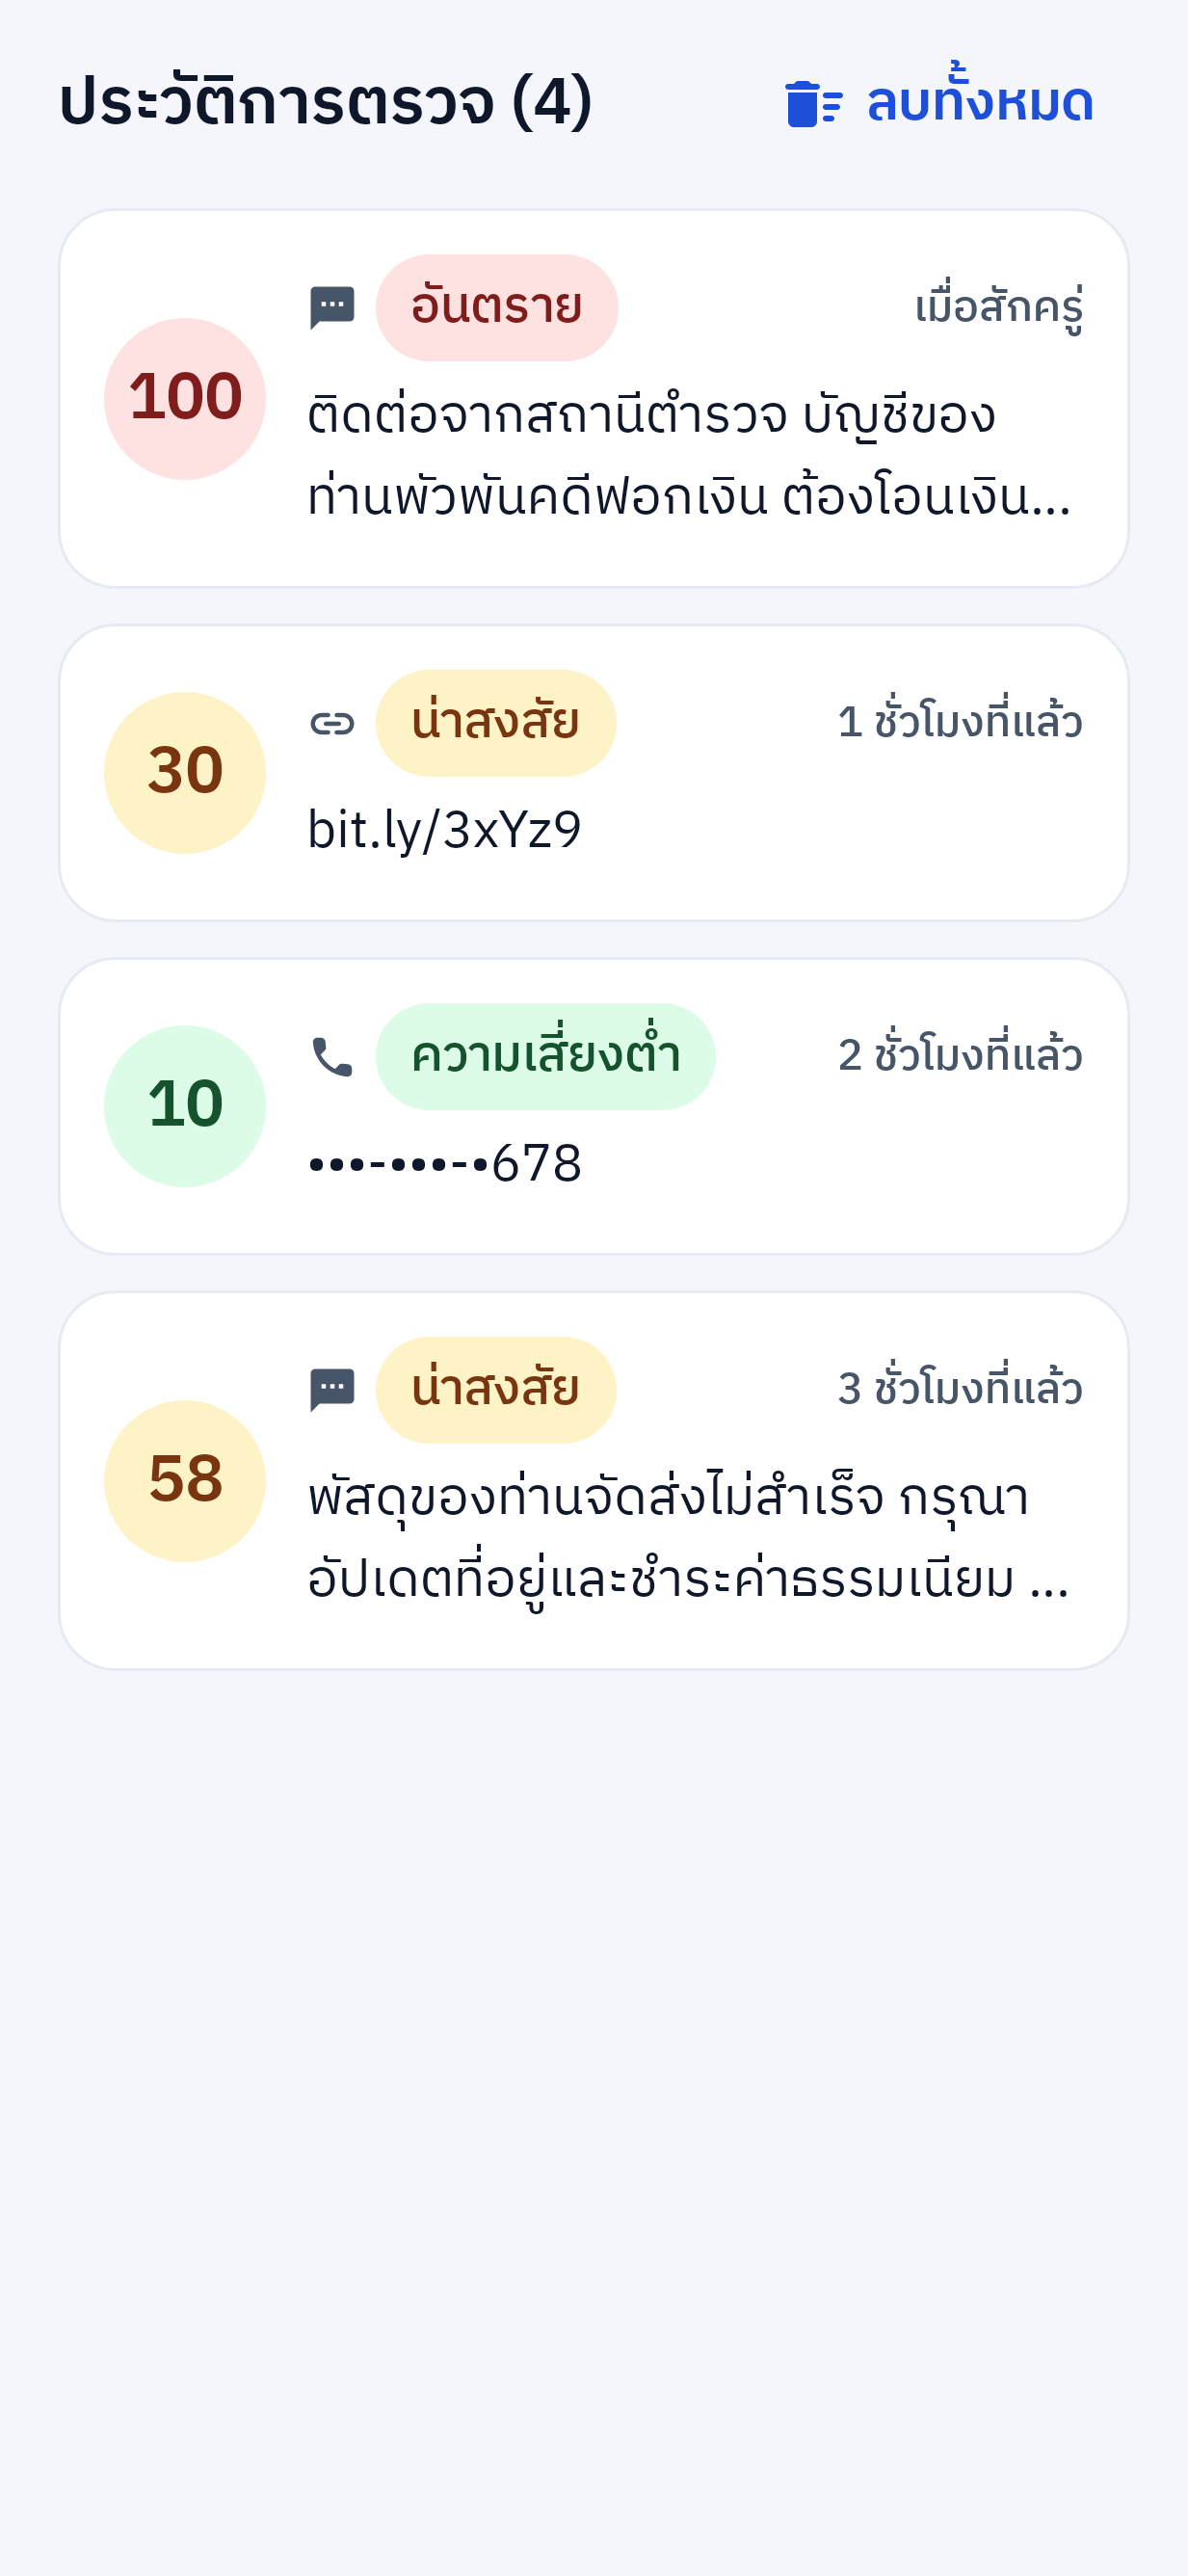 ประวัติการตรวจ (4)
ลบทั้งหมด
100
อันตราย
เมื่อสักครู่
ติดต่อจากสถานีตำรวจ บัญชีของ
ท่านพัวพันคดีฟอกเงิน ต้องโอนเงิน...
30
น่าสงสัย
1 ชั่วโมงที่แล้ว
bit.ly/3xYz9
10
ความเสี่ยงต่ำ
2 ชั่วโมงที่แล้ว
•••-•••-•678
58
น่าสงสัย
3 ชั่วโมงที่แล้ว
พัสดุของท่านจัดส่งไม่สำเร็จ กรุณา
อัปเดตที่อยู่และชำระค่าธรรมเนียม ...